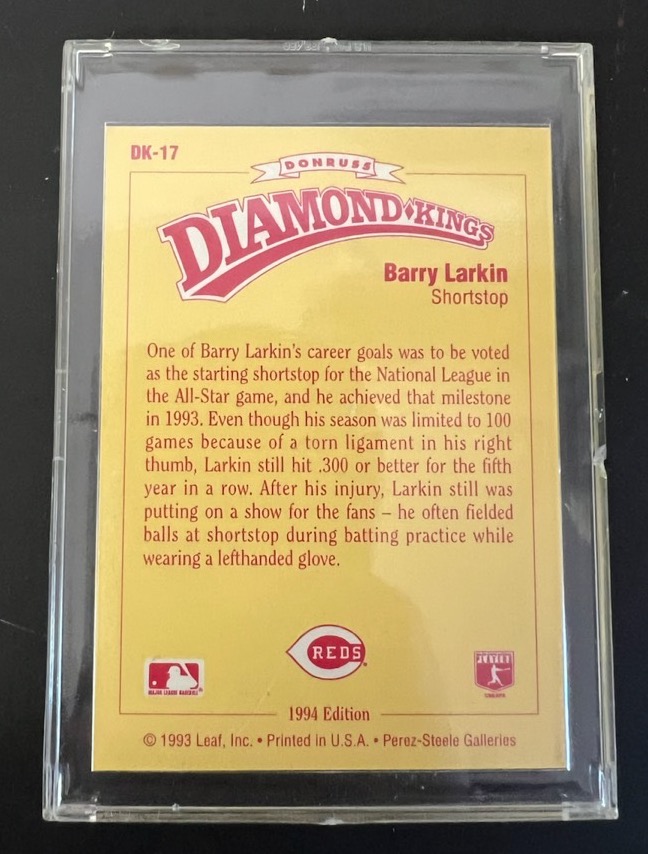 DK-17
DONRUSS
DIAMOND♦KINGS
Barry Larkin
Shortstop
One of Barry Larkin's career goals was to be voted
as the starting shortstop for the National League in
the All-Star game, and he achieved that milestone
in 1993. Even though his season was limited to 100
games because of a torn ligament in his right
thumb, Larkin still hit .300 or better for the fifth
year in a row. After his injury, Larkin still was
putting on a show for the fans – he often fielded
balls at shortstop during batting practice while
wearing a lefthanded glove.
REDS
PLAYERS
MAJOR LEAGUE BASEBALL
1994 Edition
© 1993 Leaf, Inc. • Printed in U.S.A. • Perez-Steele Galleries